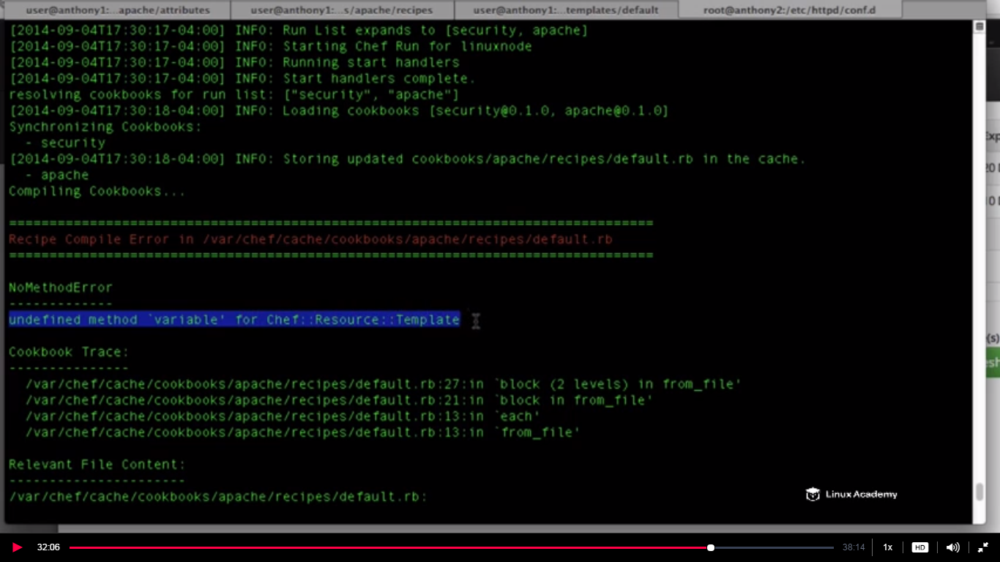 user@anthony1:...apache/attributes
user@anthony1:...s/apache/recipes
user@anthony1:...templates/default
root@anthony2:/etc/httpd/conf.d
[2014-09-04T17:30:17-04:00] INFO: Run List expands to [security, apache]
[2014-09-04T17:30:17-04:00] INFO: Starting Chef Run for linuxnode
[2014-09-04T17:30:17-04:00] INFO: Running start handlers
[2014-09-04T17:30:17-04:00] INFO: Start handlers complete.
resolving cookbooks for run list: ["security", "apache"]
[2014-09-04T17:30:18-04:00] INFO: Loading cookbooks [security@0.1.0, apache@0.1.0]
Synchronizing Cookbooks:
- security
[2014-09-04T17:30:18-04:00] INFO: Storing updated cookbooks/apache/recipes/default.rb in the cache.
- apache
Compiling Cookbooks...
================================================================================
Recipe Compile Error in /var/chef/cache/cookbooks/apache/recipes/default.rb
================================================================================
NoMethodError
-------------
undefined method `variable' for Chef::Resource::Template
Cookbook Trace:
---------------
/var/chef/cache/cookbooks/apache/recipes/default.rb:27:in `block (2 levels) in from_file'
/var/chef/cache/cookbooks/apache/recipes/default.rb:21:in `block in from_file'
/var/chef/cache/cookbooks/apache/recipes/default.rb:13:in `each'
/var/chef/cache/cookbooks/apache/recipes/default.rb:13:in `from_file'
Relevant File Content:
----------------------
/var/chef/cache/cookbooks/apache/recipes/default.rb:
Linux Academy
32:06
38:14
1x
HD